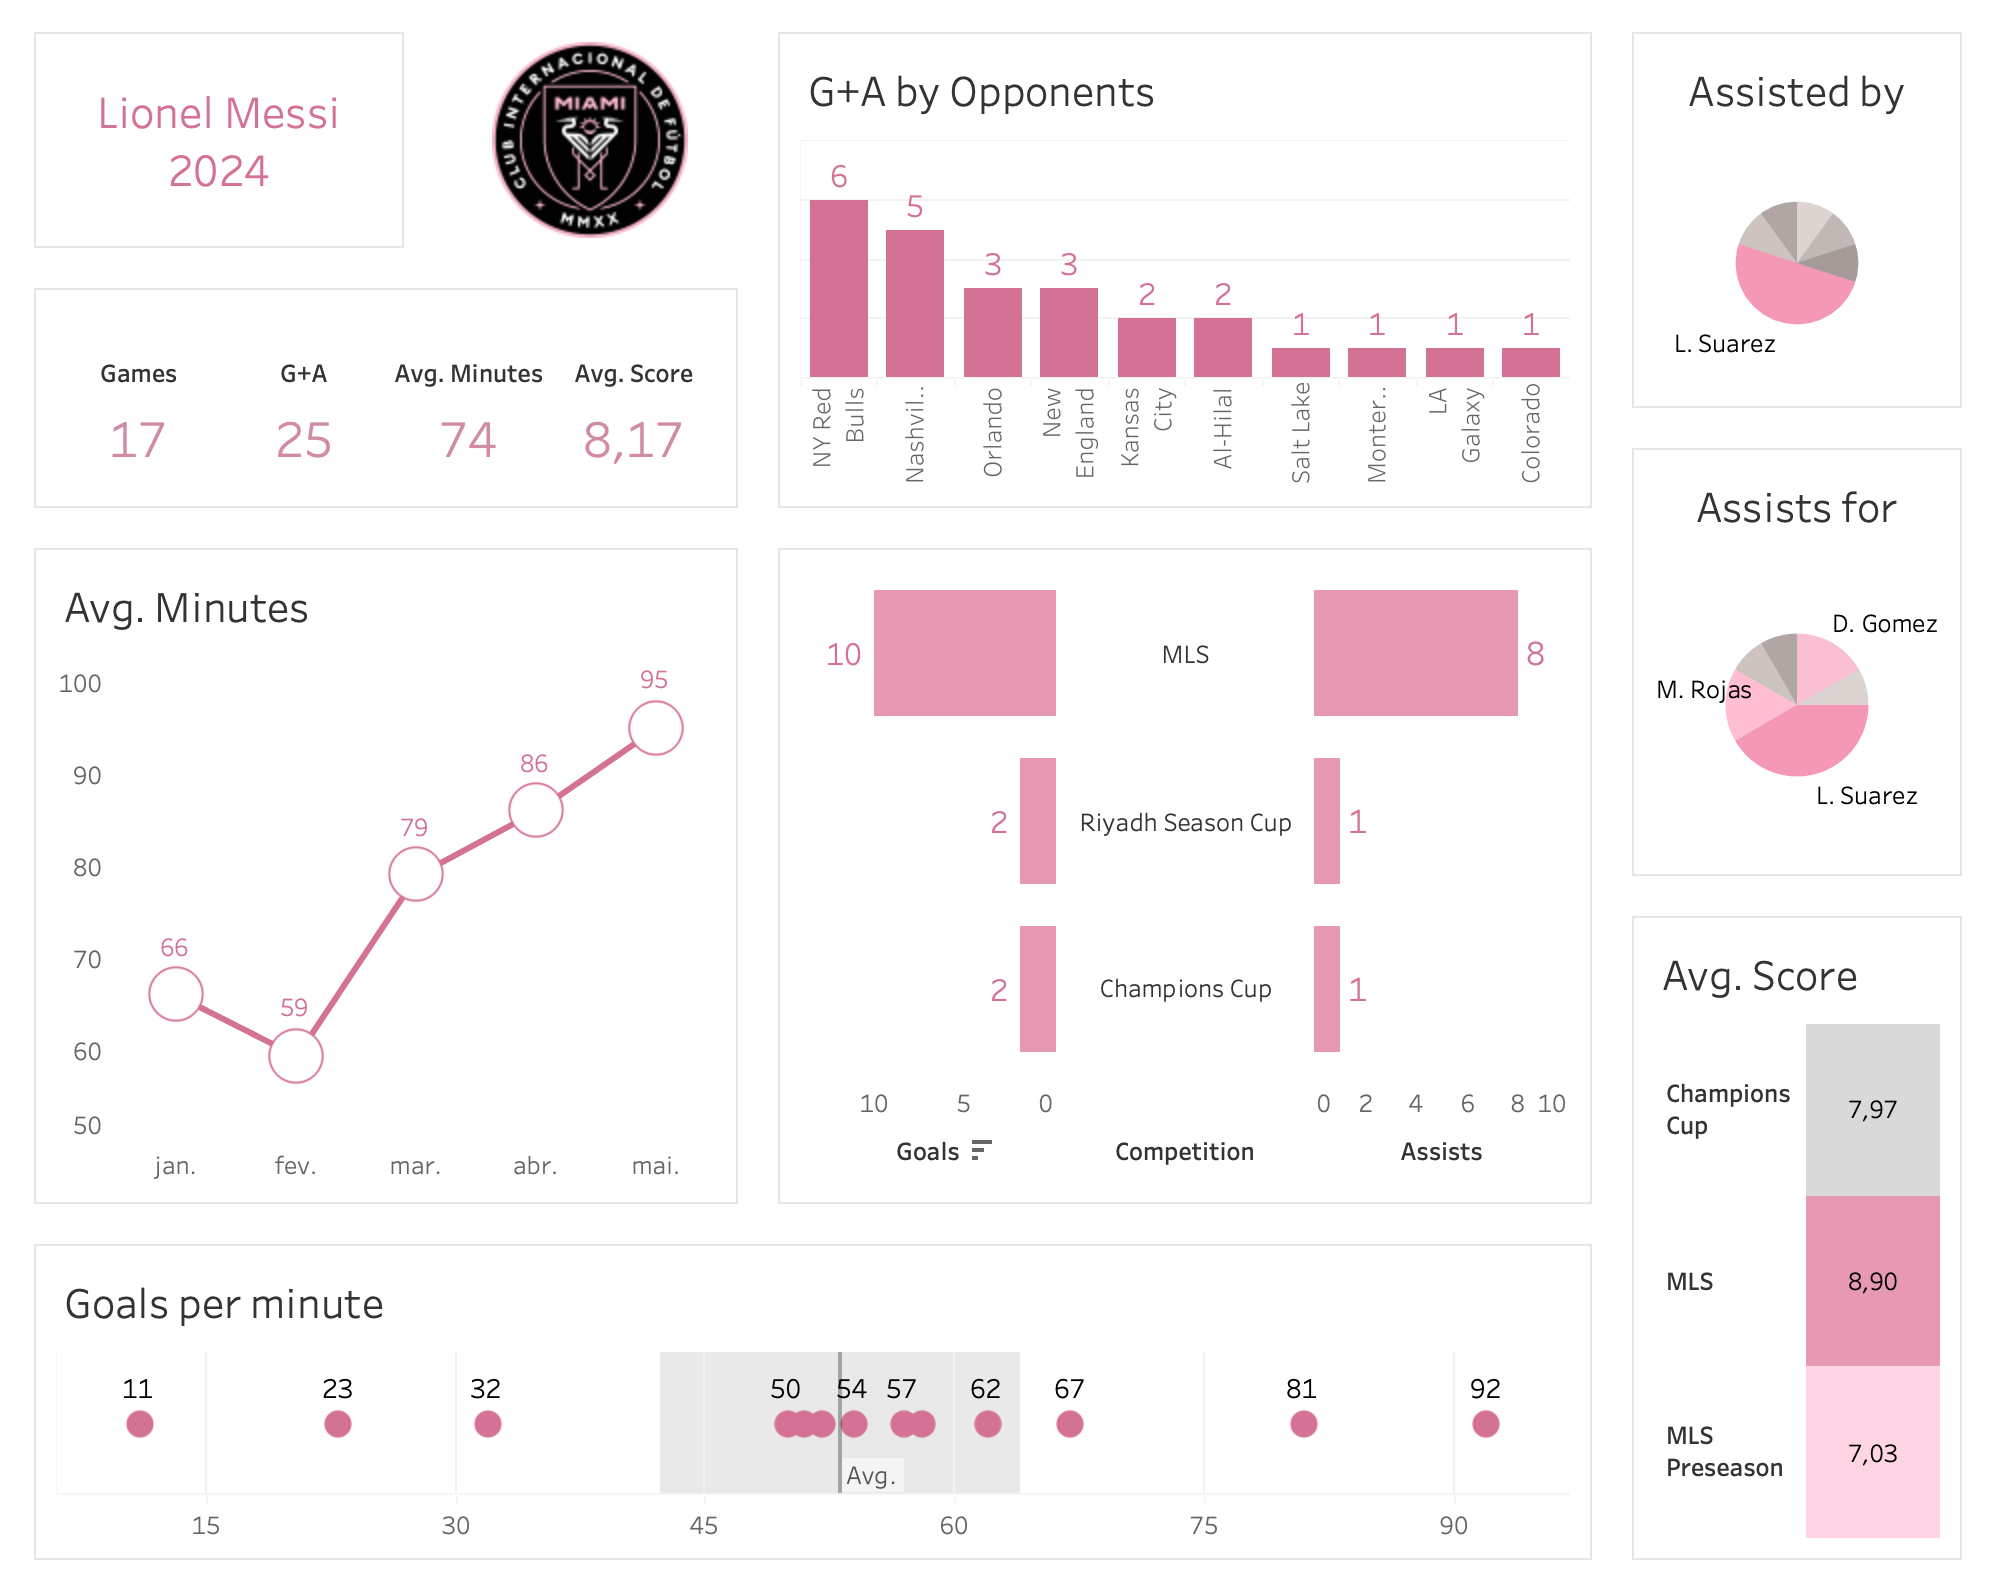 Lionel Messi
2024
CLUB INTERNACIONAL DE FÚTBOL
MIAMI
MMXX
Games
G+A
Avg. Minutes
Avg. Score
17
25
74
8,17
G+A by Opponents
6
5
3
3
2
2
1
1
1
1
NY Red
Bulls
Nashvil..
Orlando
New
England
Kansas
City
Al-Hilal
Salt Lake
Monter..
LA
Galaxy
Colorado
Assisted by
L. Suarez
Assists for
D. Gomez
M. Rojas
L. Suarez
Avg. Minutes
100
90
80
70
60
50
66
59
79
86
95
jan.
fev.
mar.
abr.
mai.
10
MLS
8
2
Riyadh Season Cup
1
2
Champions Cup
1
10
5
0
0
2
4
6
8
10
Goals
Competition
Assists
Avg. Score
Champions
Cup
7,97
MLS
8,90
MLS
Preseason
7,03
Goals per minute
11
23
32
50
54
57
62
67
81
92
Avg.
15
30
45
60
75
90